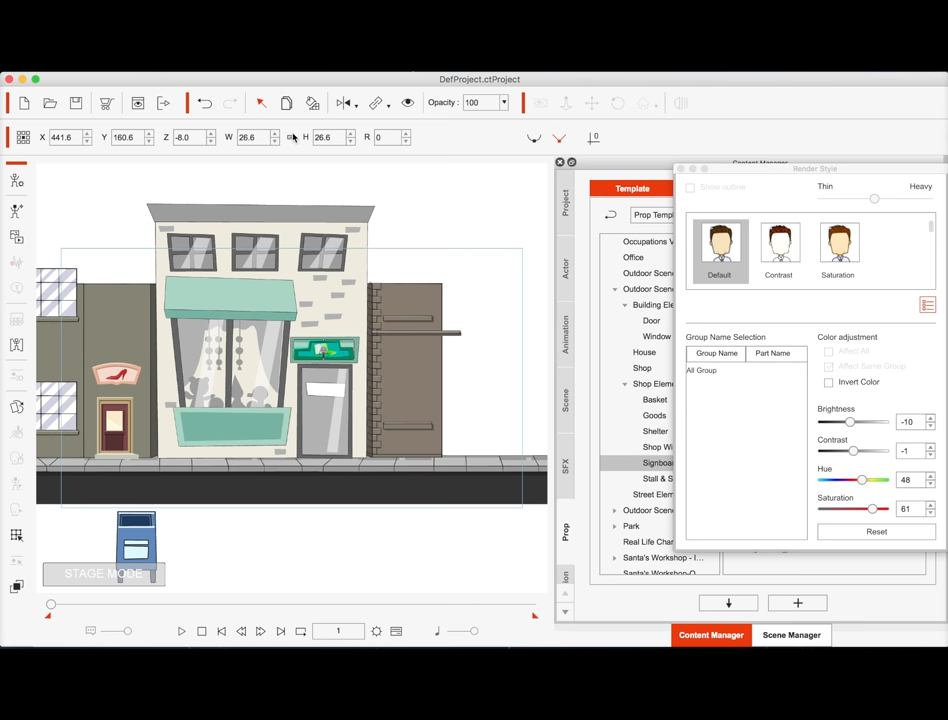 DefProject.ctProject
Opacity : 100
X 441.6 Y 160.6 Z -8.0 W 26.6 H 26.6 R 0
Content Manager
Render Style
Project
Actor
Animation
Scene
SFX
Prop
Template
Prop Templ
Occupations V
Office
Outdoor Scen
Outdoor Scene
Building Ele
Door
Window
House
Shop
Shop Eleme
Basket
Goods
Shelter
Shop Wi
Signboa
Stall & S
Street Elem
Outdoor Scen
Park
Real Life Char
Santa's Workshop - I...
Santa's Workshop-O
Show outline
Thin Heavy
Default Contrast Saturation
Group Name Selection
Group Name Part Name
All Group
Color adjustment
Affect All
Affect Same Group
Invert Color
Brightness
-10
Contrast
-1
Hue
48
Saturation
61
Reset
STAGE MODE
1
Content Manager Scene Manager